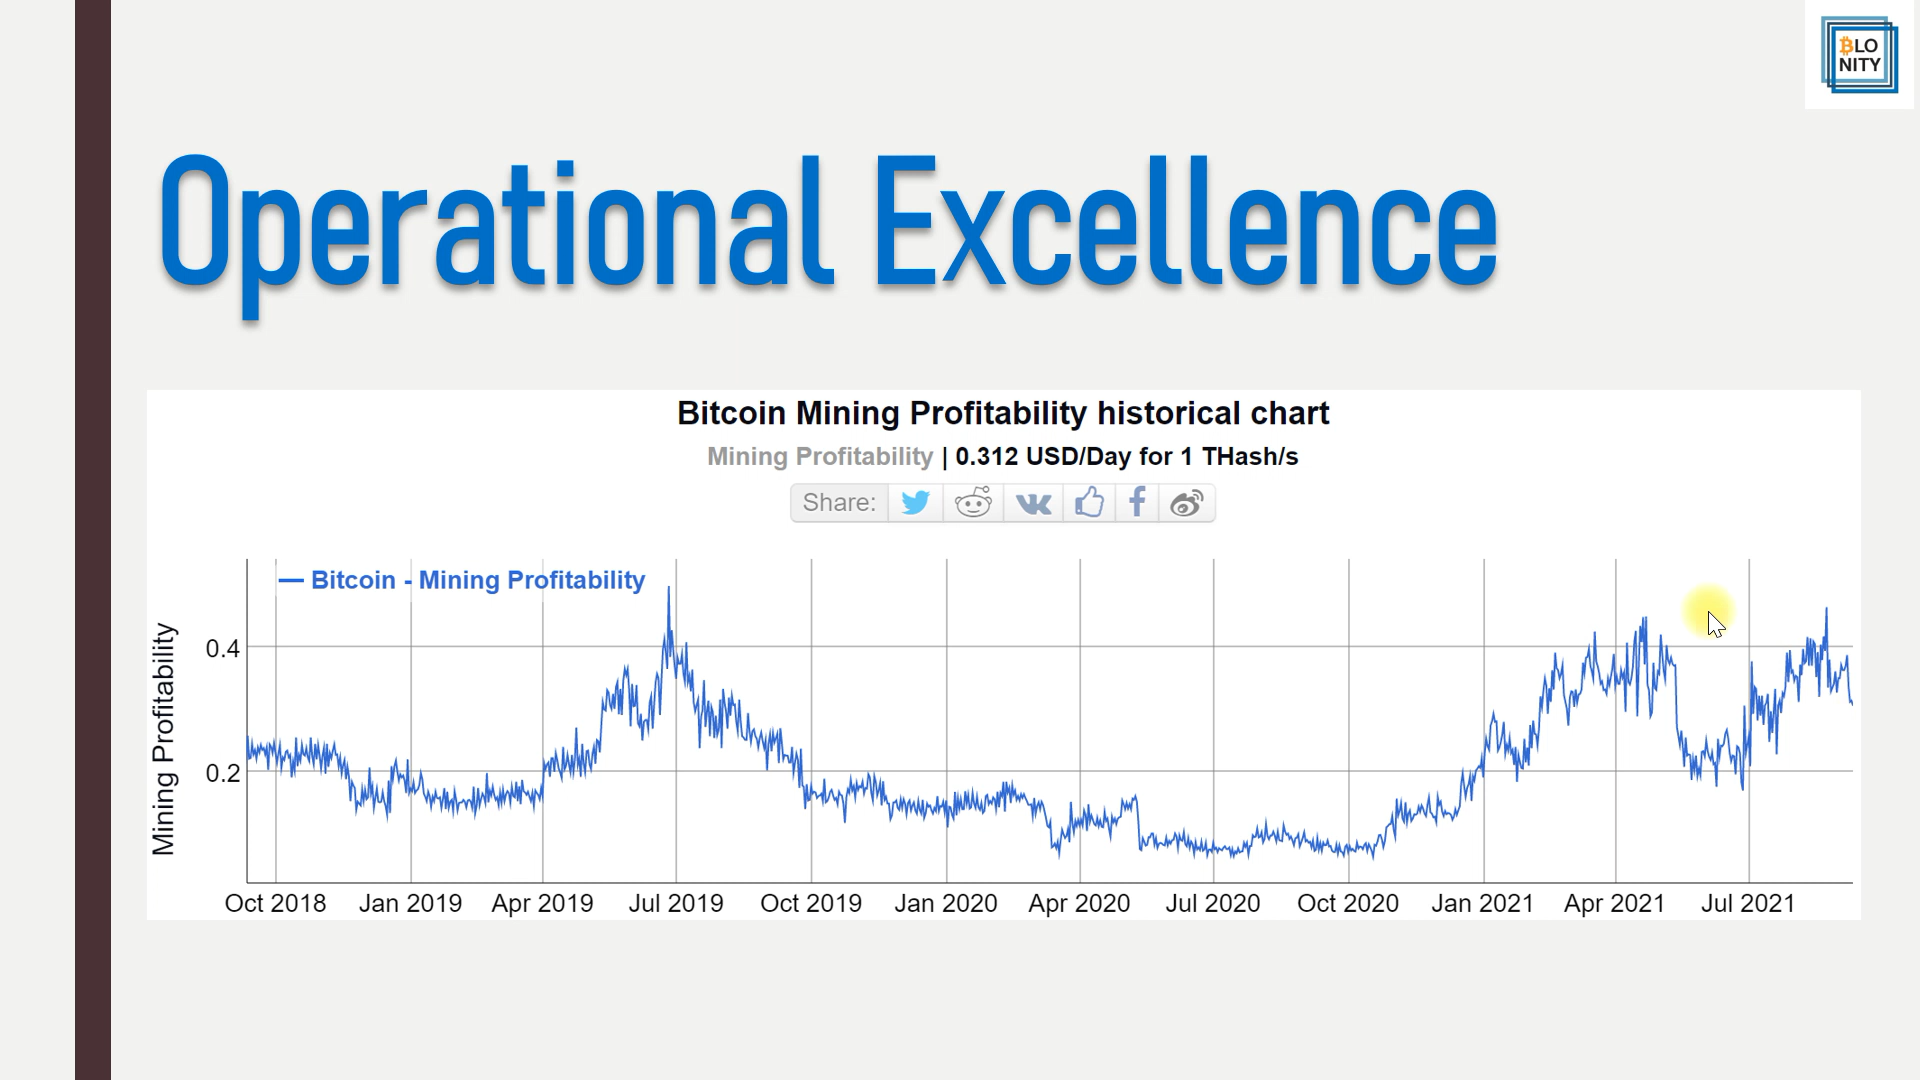 ₿LO
NITY
Operational Excellence
Bitcoin Mining Profitability historical chart
Mining Profitability | 0.312 USD/Day for 1 THash/s
Share:
Bitcoin - Mining Profitability
Mining Profitability
0.4
0.2
Oct 2018 Jan 2019 Apr 2019 Jul 2019 Oct 2019 Jan 2020 Apr 2020 Jul 2020 Oct 2020 Jan 2021 Apr 2021 Jul 2021